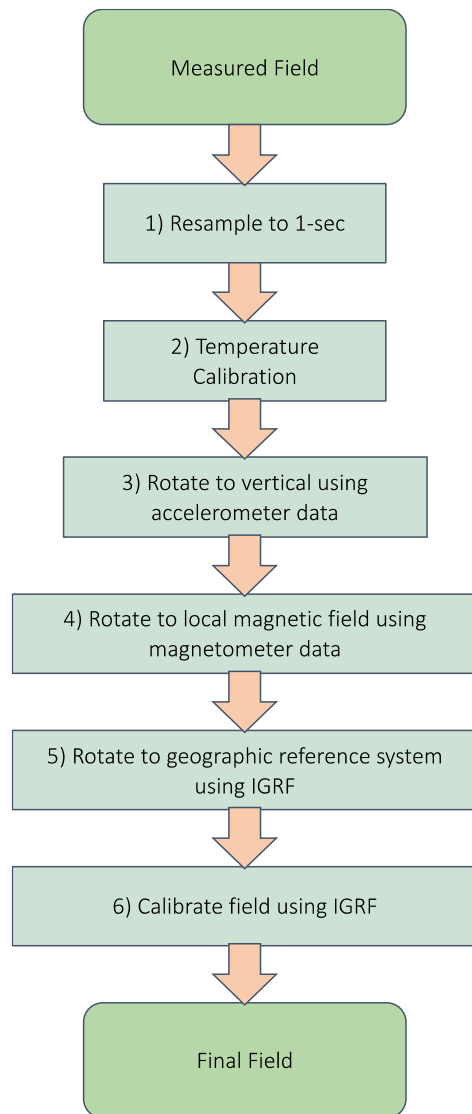 Measured Field
1) Resample to 1-sec
2) Temperature
Calibration
3) Rotate to vertical using
accelerometer data
4) Rotate to local magnetic field using
magnetometer data
5) Rotate to geographic reference system
using IGRF
6) Calibrate field using IGRF
Final Field